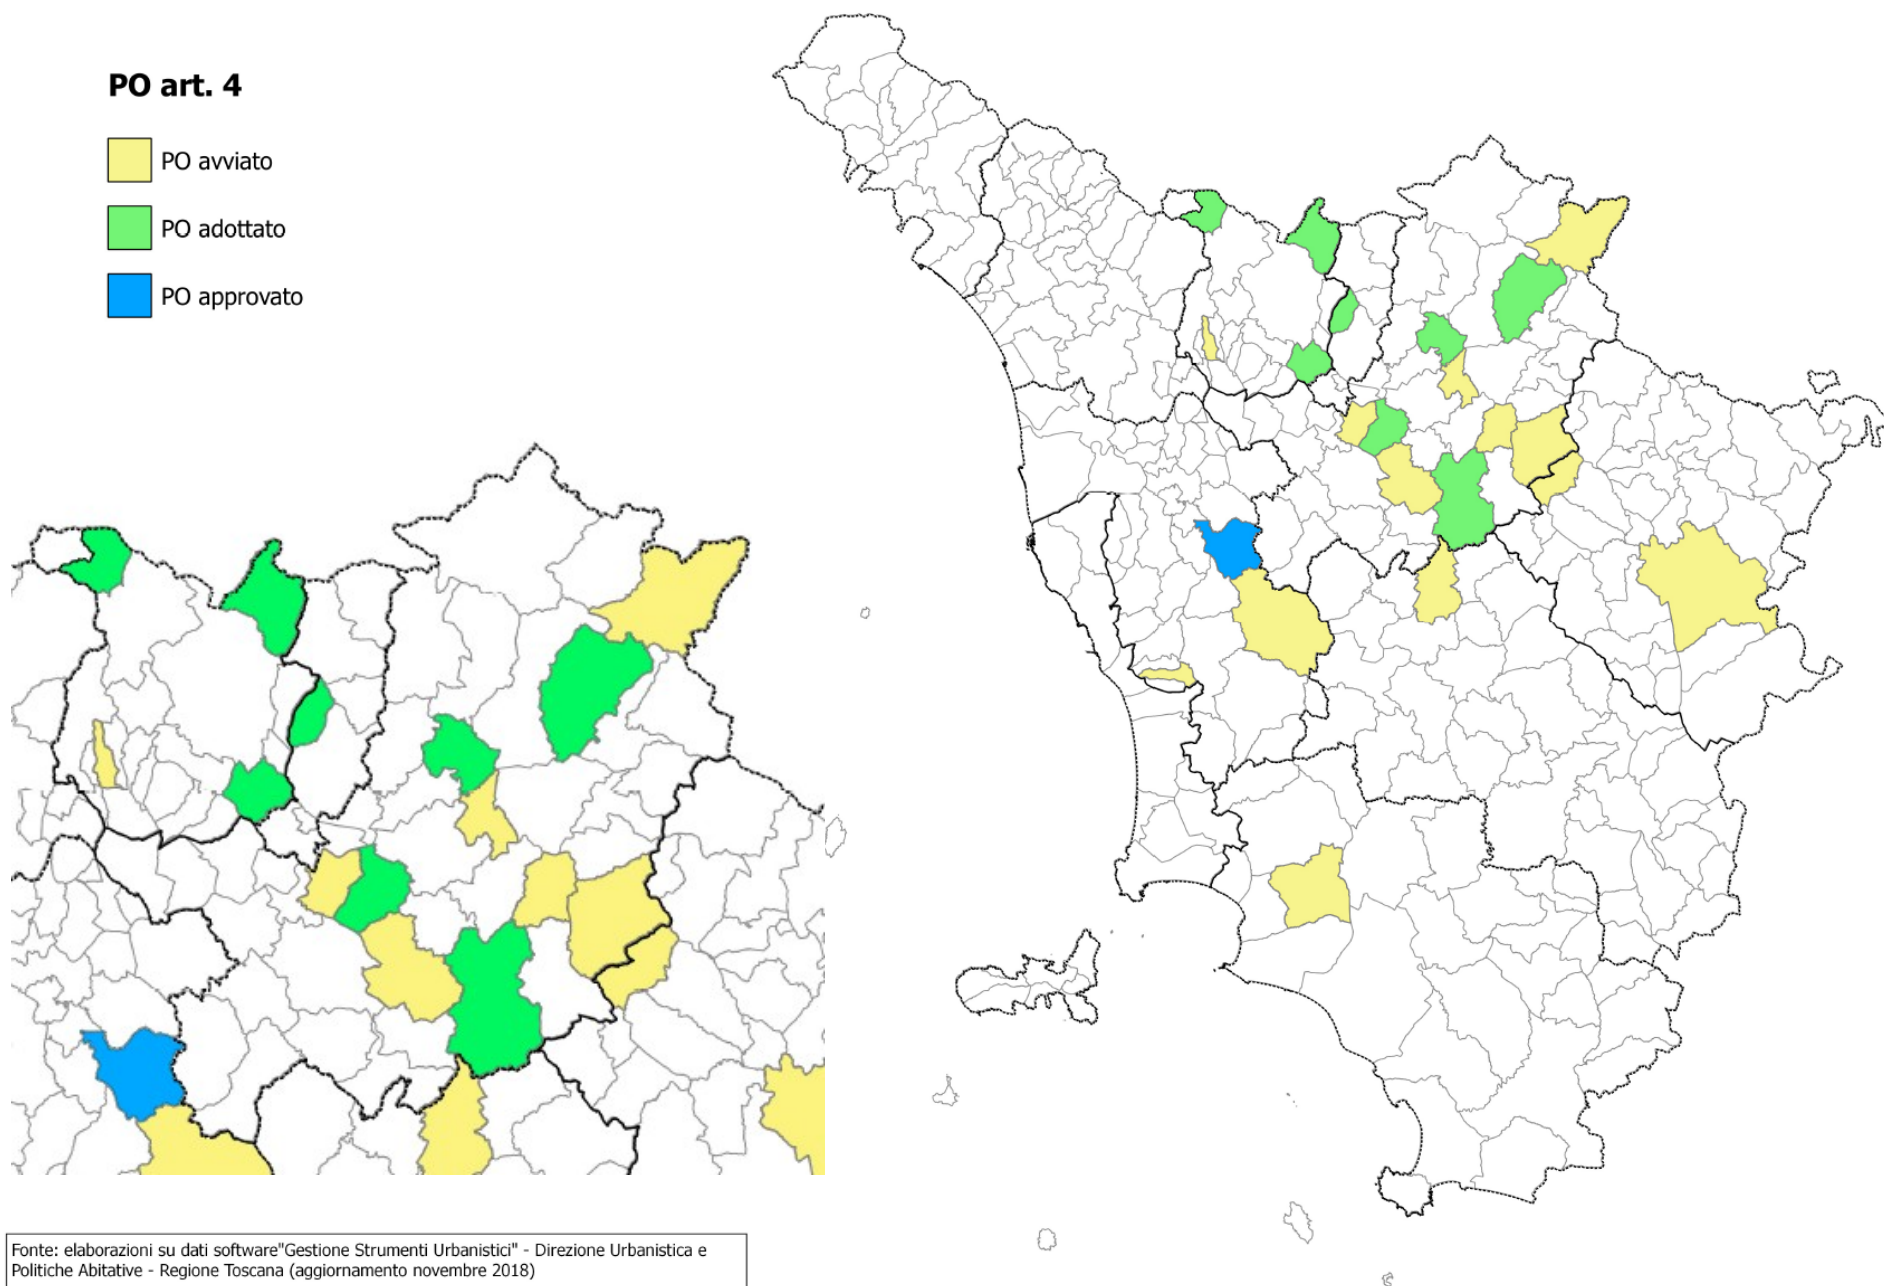 PO art. 4
PO avviato
PO adottato
PO approvato
Fonte: elaborazioni su dati software"Gestione Strumenti Urbanistici" - Direzione Urbanistica e
Politiche Abitative - Regione Toscana (aggiornamento novembre 2018)